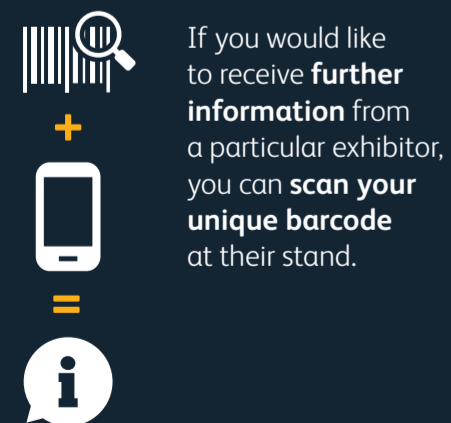 If you would like
to receive further
information from
a particular exhibitor,
you can scan your
unique barcode
at their stand.